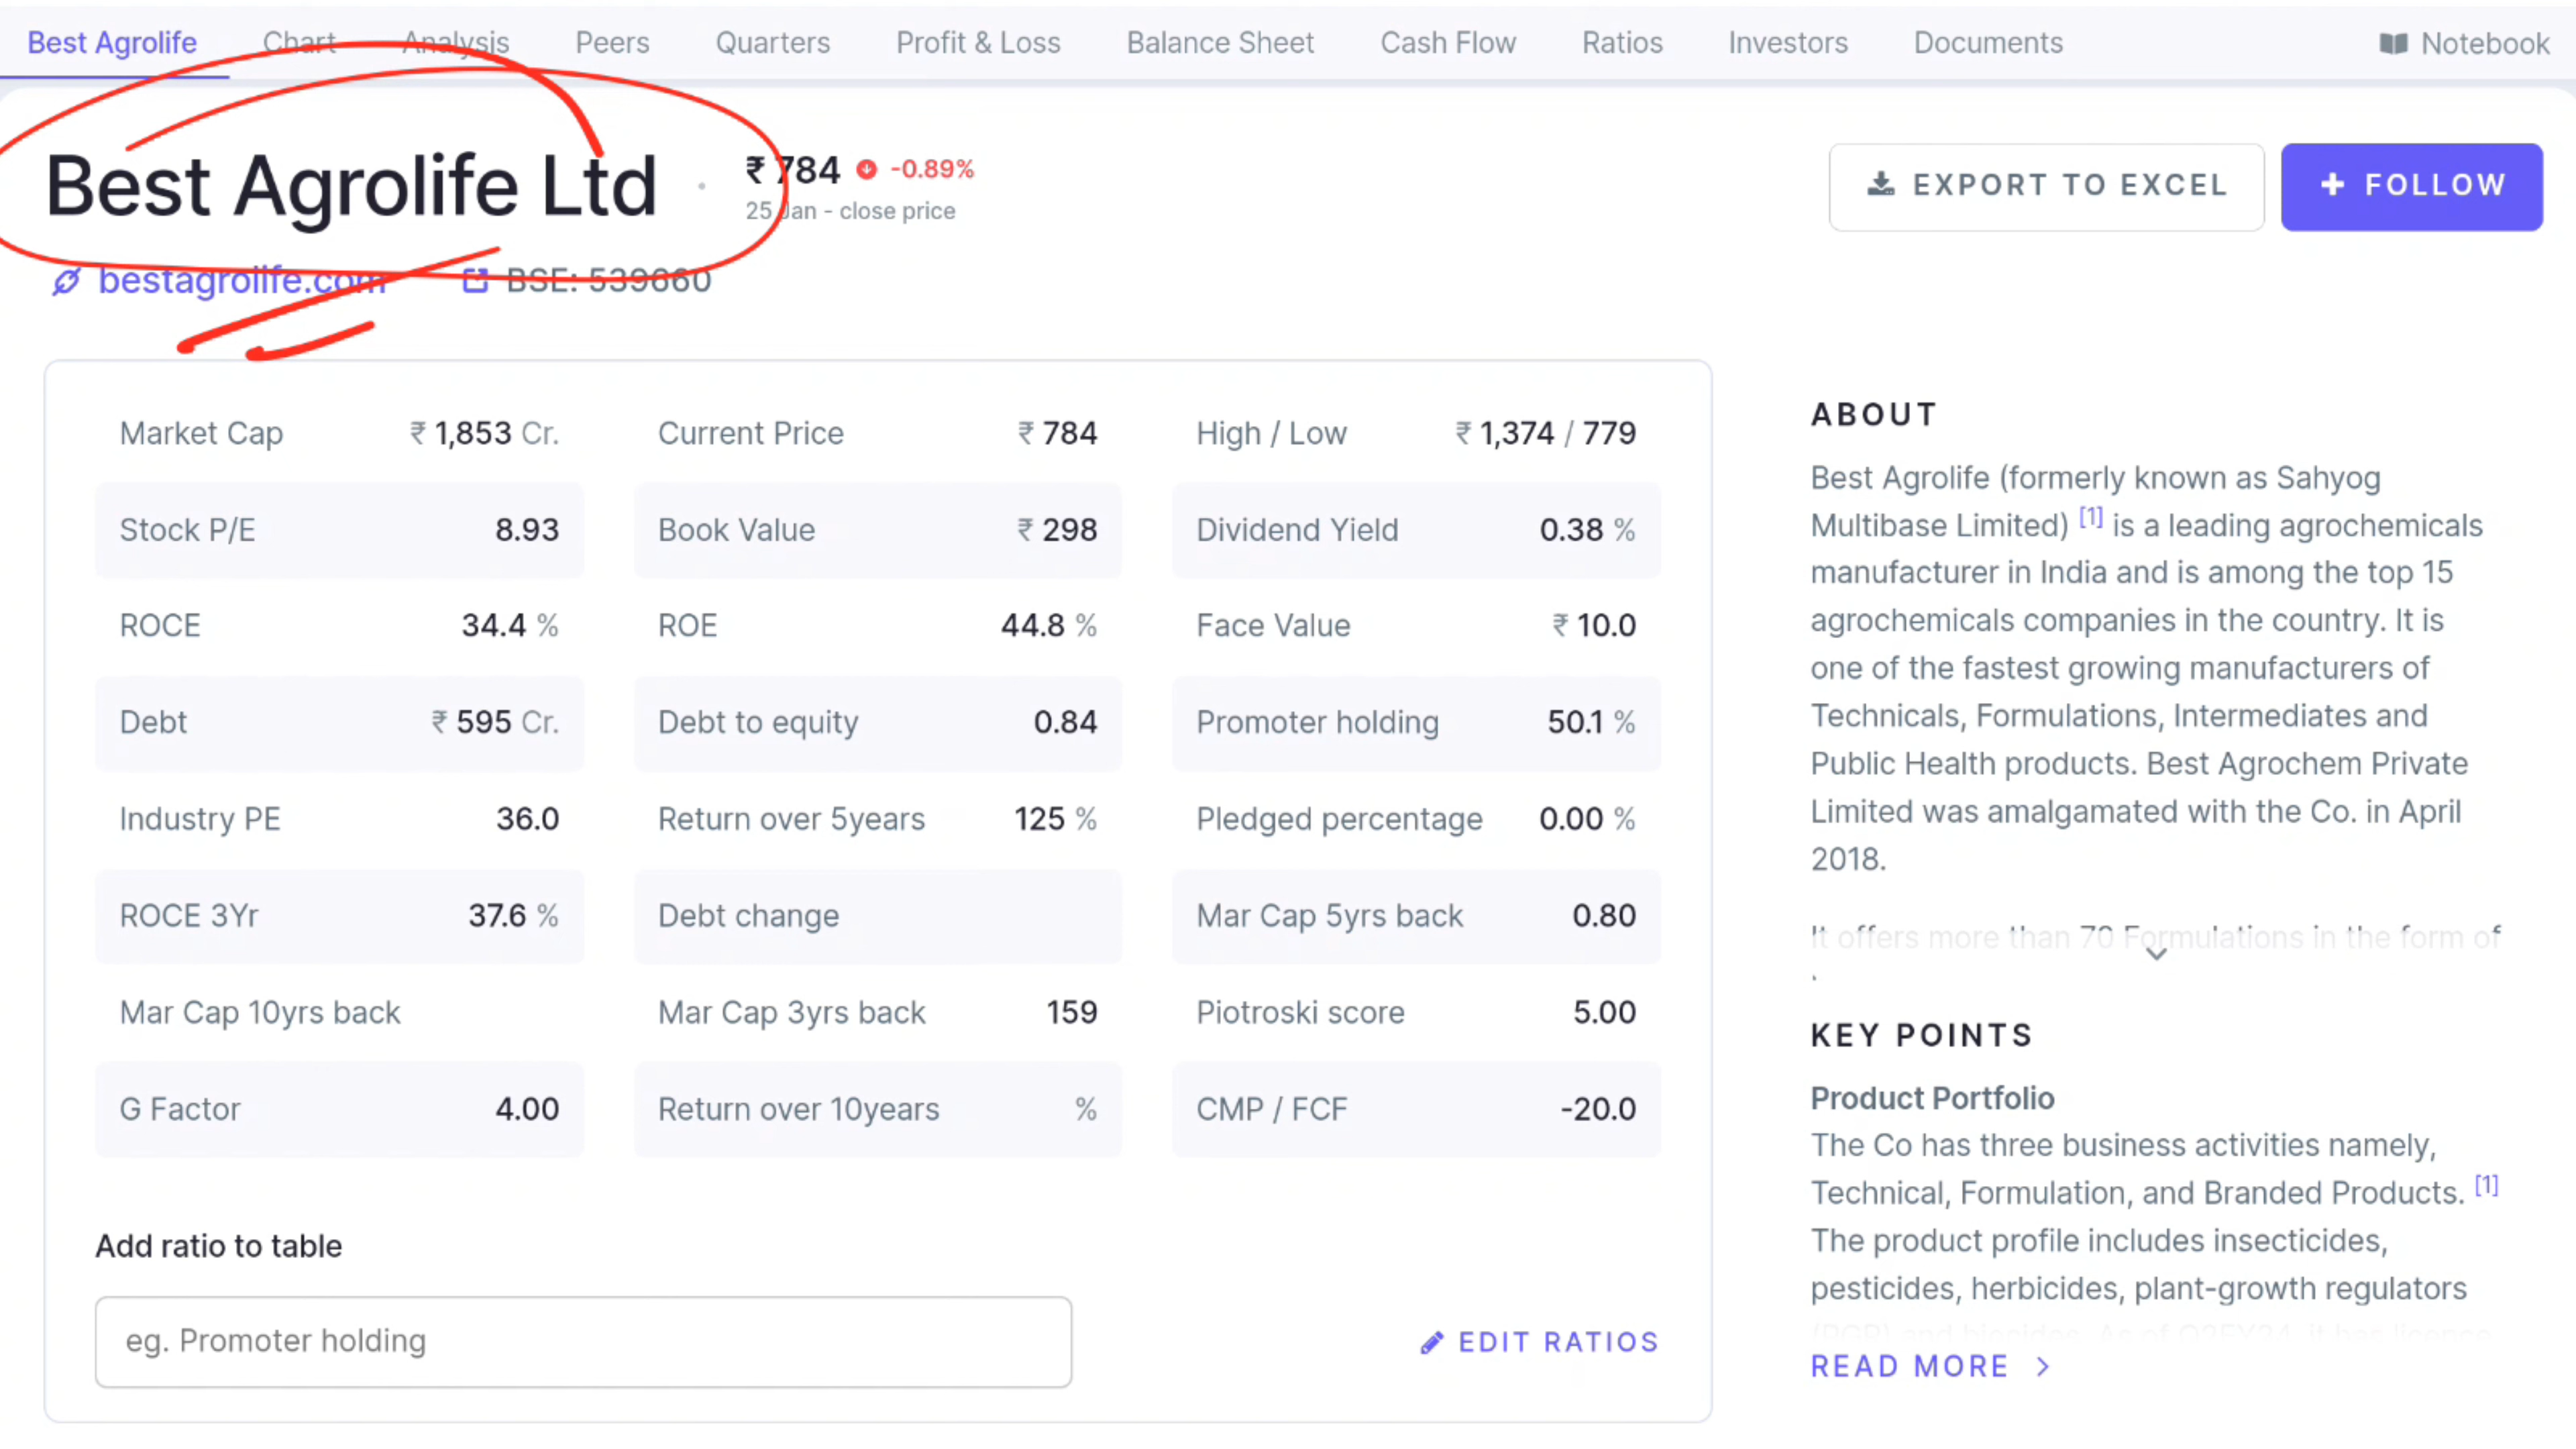 Best Agrolife Chart Analysis Peers Quarters Profit & Loss Balance Sheet Cash Flow Ratios Investors Documents Notebook
Best Agrolife Ltd
₹ 784 -0.89%
25 Jan - close price
EXPORT TO EXCEL
FOLLOW
bestagrolife.com BSE: 539660
Market Cap ₹ 1,853 Cr. Current Price ₹ 784 High / Low ₹ 1,374 / 779
Stock P/E 8.93 Book Value ₹ 298 Dividend Yield 0.38 %
ROCE 34.4 % ROE 44.8 % Face Value ₹ 10.0
Debt ₹ 595 Cr. Debt to equity 0.84 Promoter holding 50.1 %
Industry PE 36.0 Return over 5years 125 % Pledged percentage 0.00 %
ROCE 3Yr 37.6 % Debt change Mar Cap 5yrs back 0.80
Mar Cap 10yrs back Mar Cap 3yrs back 159 Piotroski score 5.00
G Factor 4.00 Return over 10years % CMP / FCF -20.0
Add ratio to table
eg. Promoter holding
EDIT RATIOS
ABOUT
Best Agrolife (formerly known as Sahyog
Multibase Limited) [1] is a leading agrochemicals
manufacturer in India and is among the top 15
agrochemicals companies in the country. It is
one of the fastest growing manufacturers of
Technicals, Formulations, Intermediates and
Public Health products. Best Agrochem Private
Limited was amalgamated with the Co. in April
2018.
It offers more than 70 Formulations in the form of
KEY POINTS
Product Portfolio
The Co has three business activities namely,
Technical, Formulation, and Branded Products. [1]
The product profile includes insecticides,
pesticides, herbicides, plant-growth regulators
(PGR) and biocides. As of Q2FY24, it has licence
READ MORE